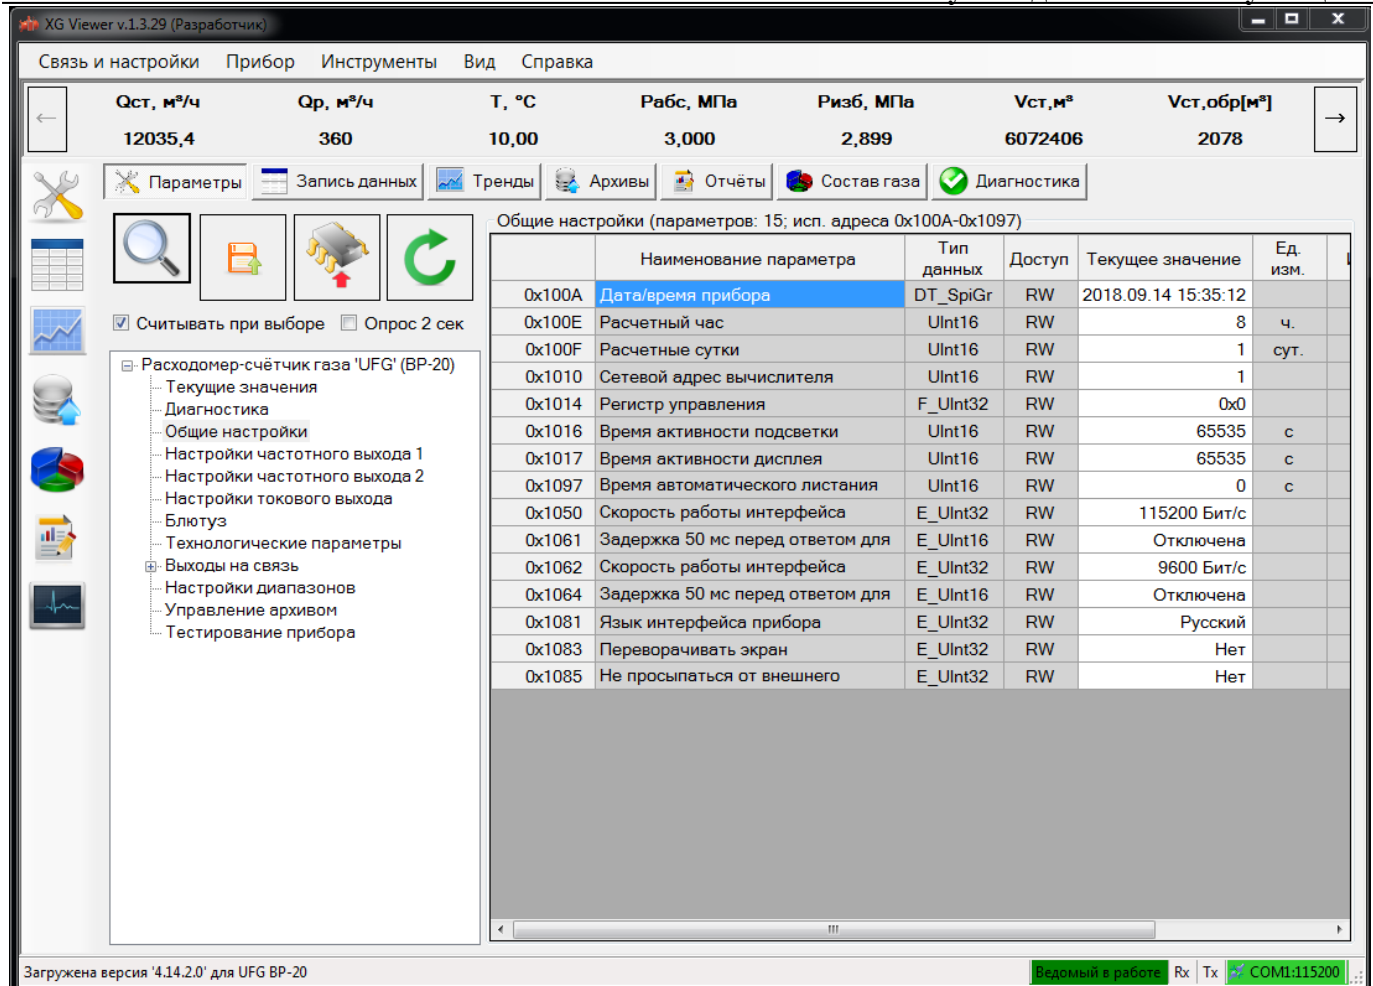 XG Viewer v.1.3.29 (Разработчик)
Связь и настройки Прибор Инструменты Вид Справка
Qст, м³/ч Qр, м³/ч T, °C Pабс, МПа Pизб, МПа Vст,м³ Vст,обр[м³]
12035,4 360 10,00 3,000 2,899 6072406 2078
Параметры Запись данных Тренды Архивы Отчёты Состав газа Диагностика
Считывать при выборе Опрос 2 сек
Расходомер-счётчик газа 'UFG' (ВР-20)
Текущие значения
Диагностика
Общие настройки
Настройки частотного выхода 1
Настройки частотного выхода 2
Настройки токового выхода
Блютуз
Технологические параметры
Выходы на связь
Настройки диапазонов
Управление архивом
Тестирование прибора
Общие настройки (параметров: 15; исп. адреса 0x100A-0x1097)
Наименование параметра Тип данных Доступ Текущее значение Ед. изм.
0x100A Дата/время прибора DT_SpiGr RW 2018.09.14 15:35:12
0x100E Расчетный час UInt16 RW 8 ч.
0x100F Расчетные сутки UInt16 RW 1 сут.
0x1010 Сетевой адрес вычислителя UInt16 RW 1
0x1014 Регистр управления F_UInt32 RW 0x0
0x1016 Время активности подсветки UInt16 RW 65535 с
0x1017 Время активности дисплея UInt16 RW 65535 с
0x1097 Время автоматического листания UInt16 RW 0 с
0x1050 Скорость работы интерфейса E_UInt32 RW 115200 Бит/с
0x1061 Задержка 50 мс перед ответом для E_UInt16 RW Отключена
0x1062 Скорость работы интерфейса E_UInt32 RW 9600 Бит/с
0x1064 Задержка 50 мс перед ответом для E_UInt16 RW Отключена
0x1081 Язык интерфейса прибора E_UInt32 RW Русский
0x1083 Переворачивать экран E_UInt32 RW Нет
0x1085 Не просыпаться от внешнего E_UInt32 RW Нет
Загружена версия '4.14.2.0' для UFG BP-20 Ведомый в работе Rx Tx COM1:115200